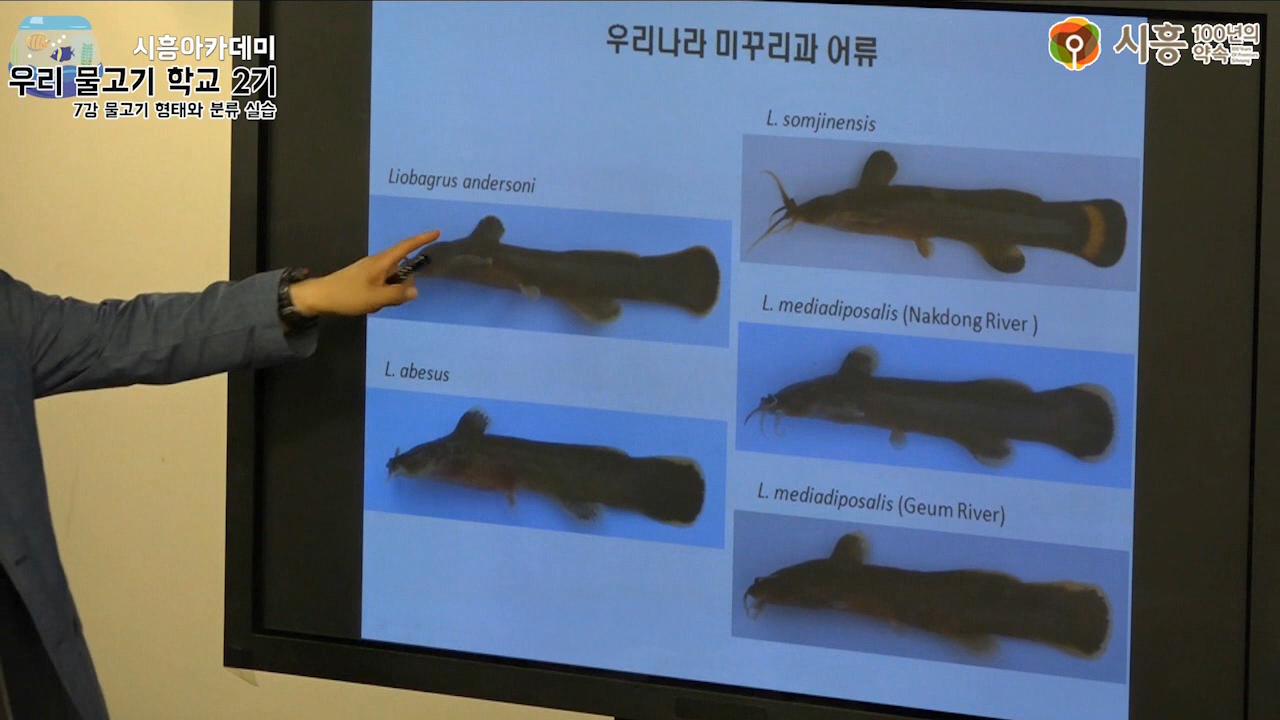 시흥아카데미
우리 물고기 학교 2기
7강 물고기 형태와 분류 실습
시흥 100년의
약속
우리나라 미꾸리과 어류
Liobagrus andersoni
L. abesus
L. somjinensis
L. mediadiposalis (Nakdong River )
L. mediadiposalis (Geum River)